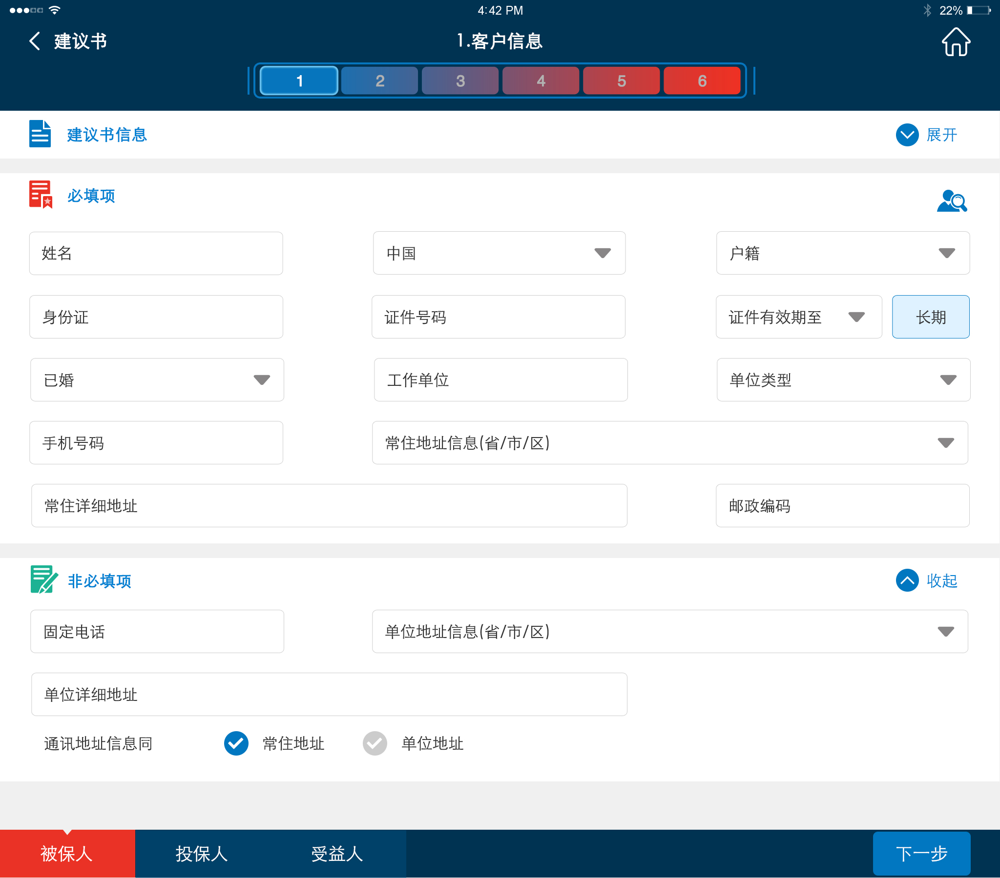 4:42 PM
22%
建议书
1.客户信息
1 2 3 4 5 6
建议书信息
展开
必填项
姓名
中国
户籍
身份证
证件号码
证件有效期至
长期
已婚
工作单位
单位类型
手机号码
常住地址信息(省/市/区)
常住详细地址
邮政编码
非必填项
收起
固定电话
单位地址信息(省/市/区)
单位详细地址
通讯地址信息同
常住地址
单位地址
被保人
投保人
受益人
下一步